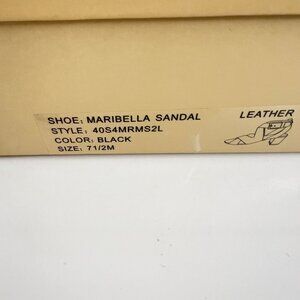 SHOE: MARIBELLA SANDAL
LEATHER
STYLE: 40S4MRMS2L
COLOR: BLACK
SIZE: 71/2M